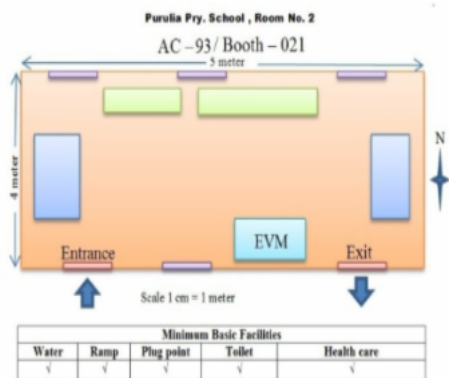 Purulia Pry. School , Room No. 2
AC – 93/ Booth – 021
5 meter
4 meter
N
Entrance
EVM
Exit
Scale 1 cm = 1 meter
Minimum Basic Facilities
Water Ramp Plug point Toilet Health care
√ √ √ √ √